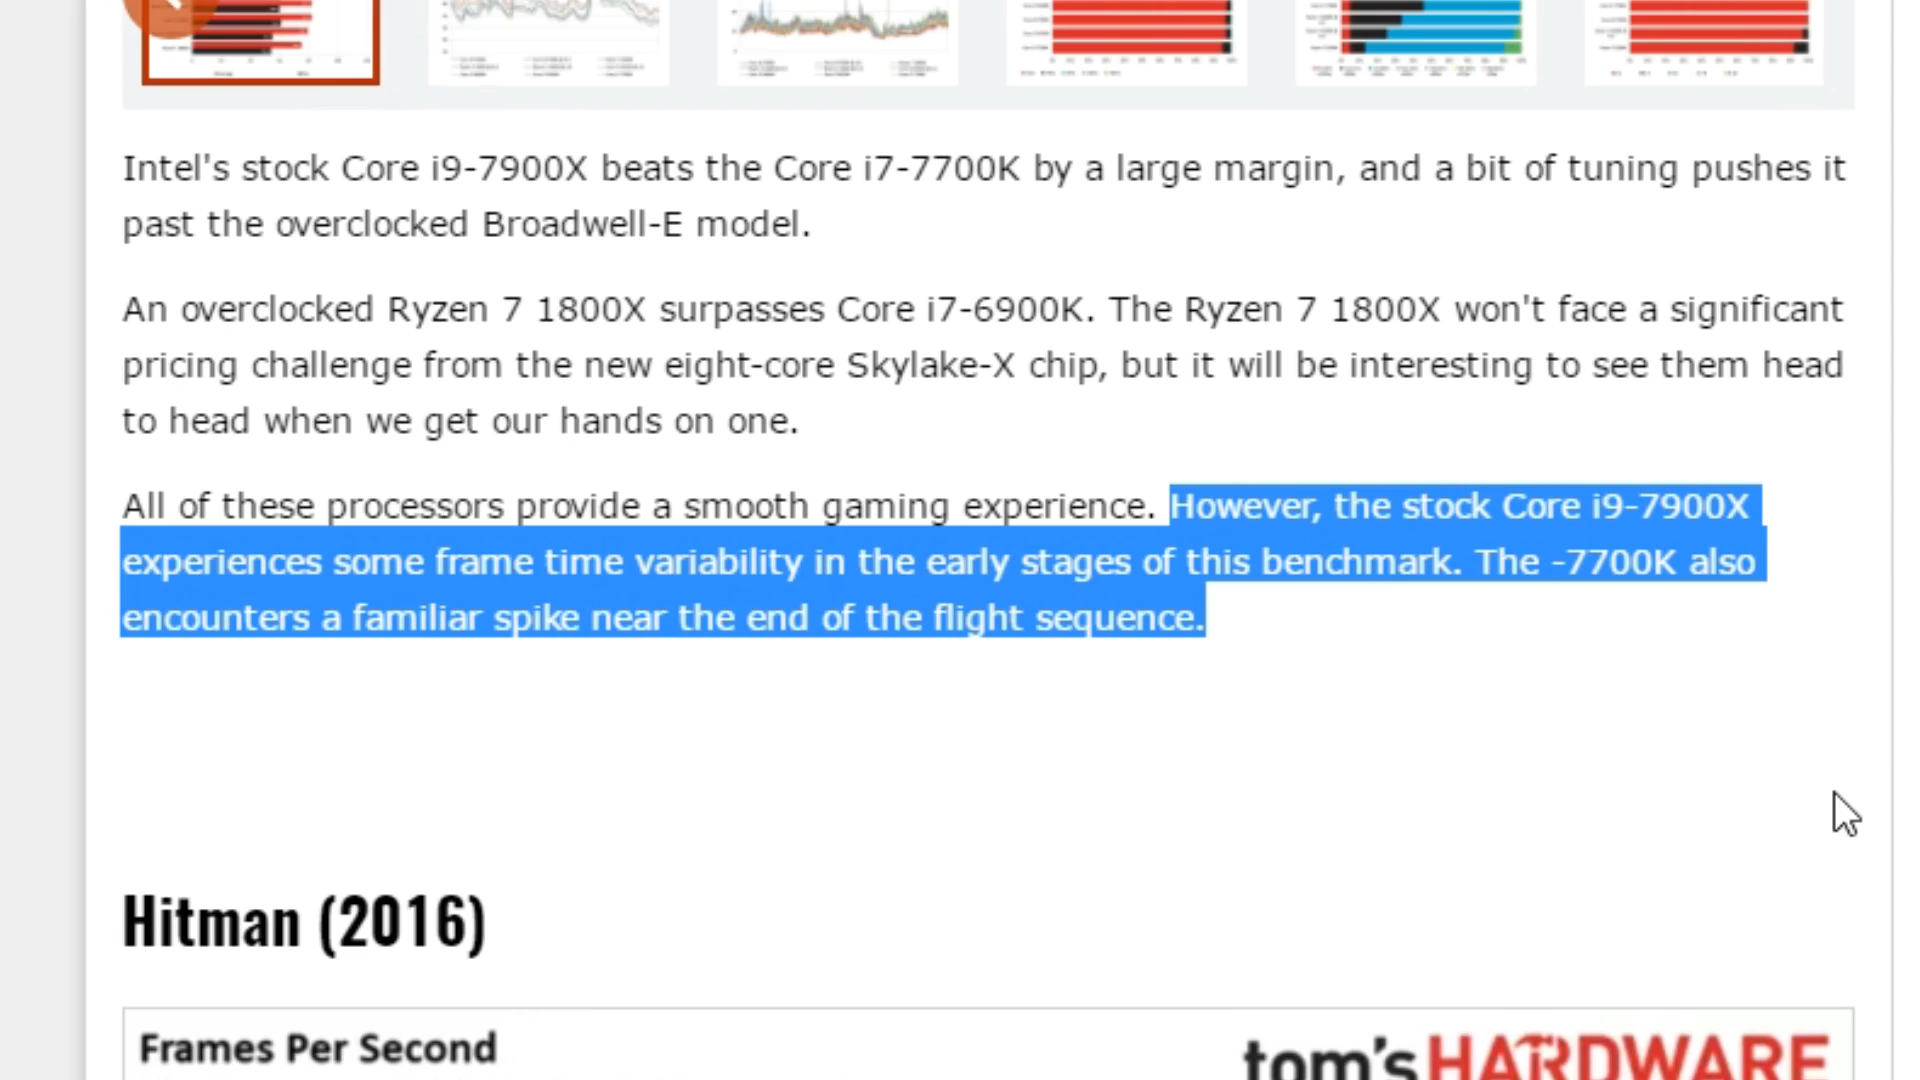 Intel's stock Core i9-7900X beats the Core i7-7700K by a large margin, and a bit of tuning pushes it
past the overclocked Broadwell-E model.
An overclocked Ryzen 7 1800X surpasses Core i7-6900K. The Ryzen 7 1800X won't face a significant
pricing challenge from the new eight-core Skylake-X chip, but it will be interesting to see them head
to head when we get our hands on one.
All of these processors provide a smooth gaming experience. However, the stock Core i9-7900X
experiences some frame time variability in the early stages of this benchmark. The -7700K also
encounters a familiar spike near the end of the flight sequence.
Hitman (2016)
Frames Per Second
tom's HARDWARE